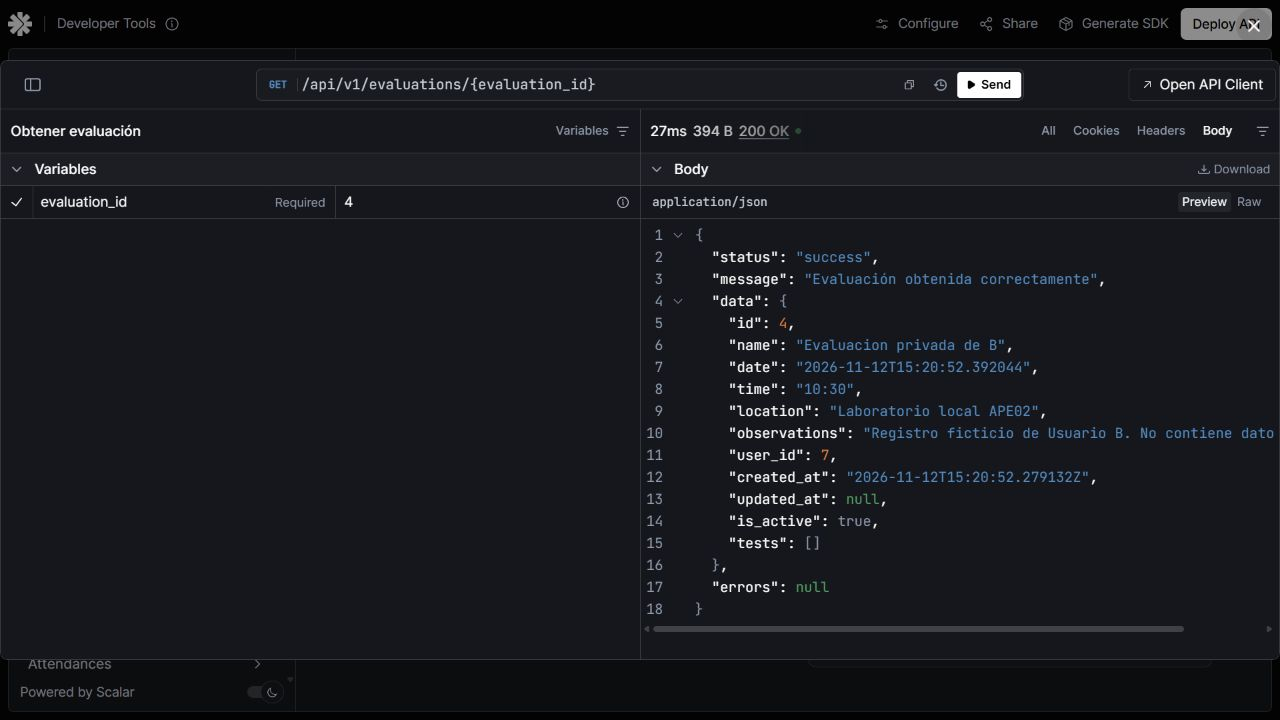 Developer Tools
Configure
Share
Generate SDK
Deploy API
GET /api/v1/evaluations/{evaluation_id}
Send
Open API Client
Obtener evaluación
Variables
27ms 394 B 200 OK
All
Cookies
Headers
Body
Variables
Body
Download
evaluation_id
Required
4
application/json
Preview
Raw
1 {
2 "status": "success",
3 "message": "Evaluación obtenida correctamente",
4 "data": {
5 "id": 4,
6 "name": "Evaluacion privada de B",
7 "date": "2026-11-12T15:20:52.392044",
8 "time": "10:30",
9 "location": "Laboratorio local APE02",
10 "observations": "Registro ficticio de Usuario B. No contiene dato
11 "user_id": 7,
12 "created_at": "2026-11-12T15:20:52.279132Z",
13 "updated_at": null,
14 "is_active": true,
15 "tests": []
16 },
17 "errors": null
18 }
Attendances
Powered by Scalar